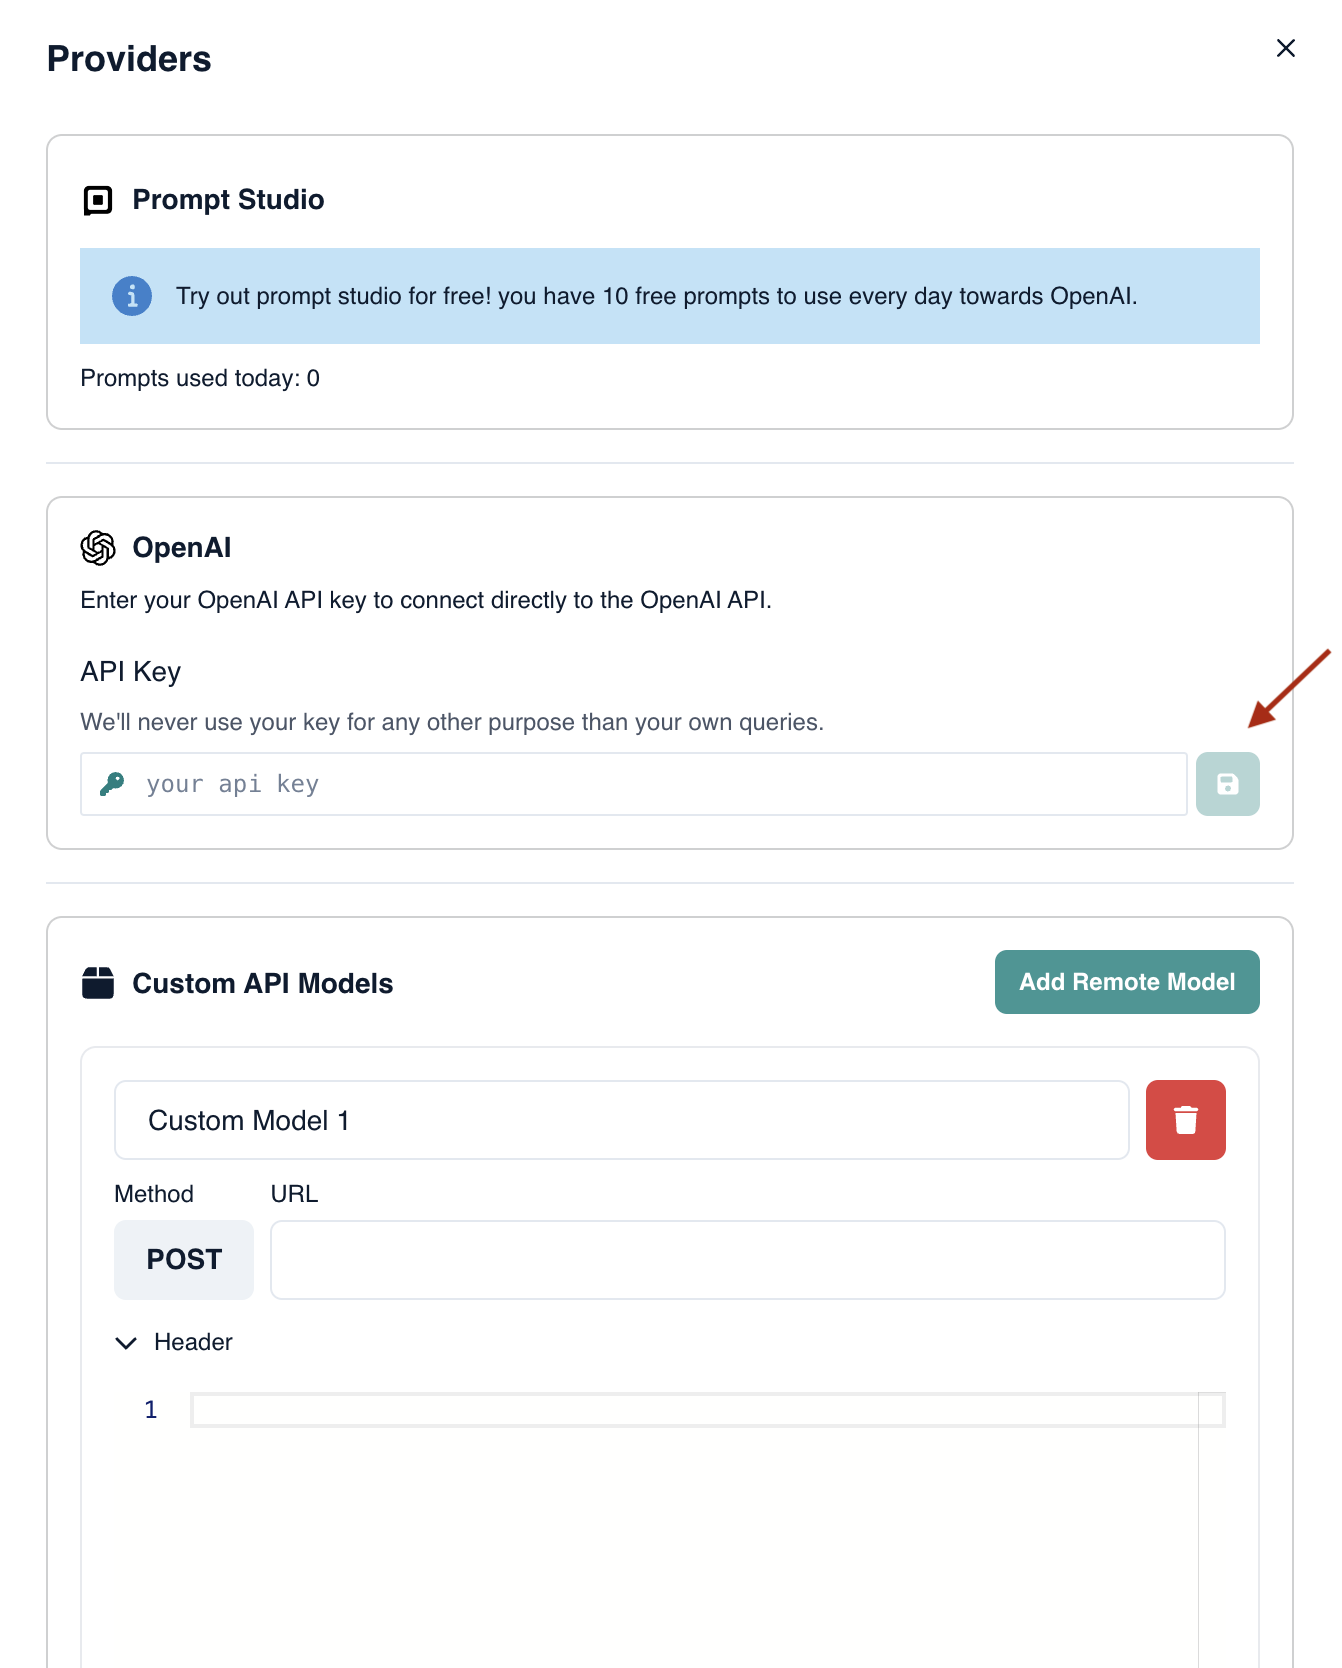 Providers
Prompt Studio
Try out prompt studio for free! you have 10 free prompts to use every day towards OpenAI.
Prompts used today: 0
OpenAI
Enter your OpenAI API key to connect directly to the OpenAI API.
API Key
We'll never use your key for any other purpose than your own queries.
your api key
Custom API Models
Add Remote Model
Custom Model 1
Method URL
POST
Header
1